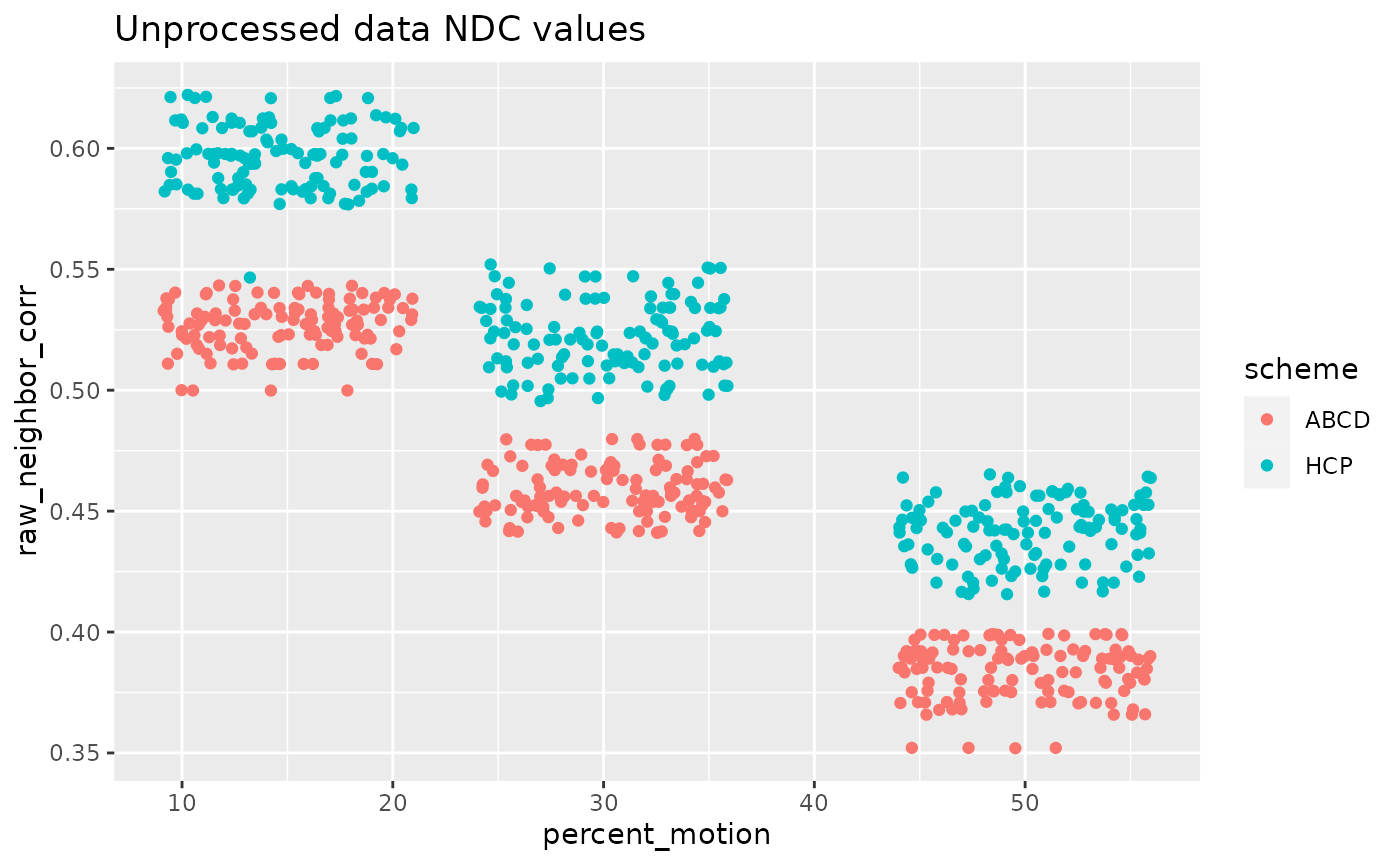 Unprocessed data NDC values
raw_neighbor_corr
0.60
0.55
0.50
0.45
0.40
0.35
10 20 30 40 50
percent_motion
scheme
ABCD
HCP